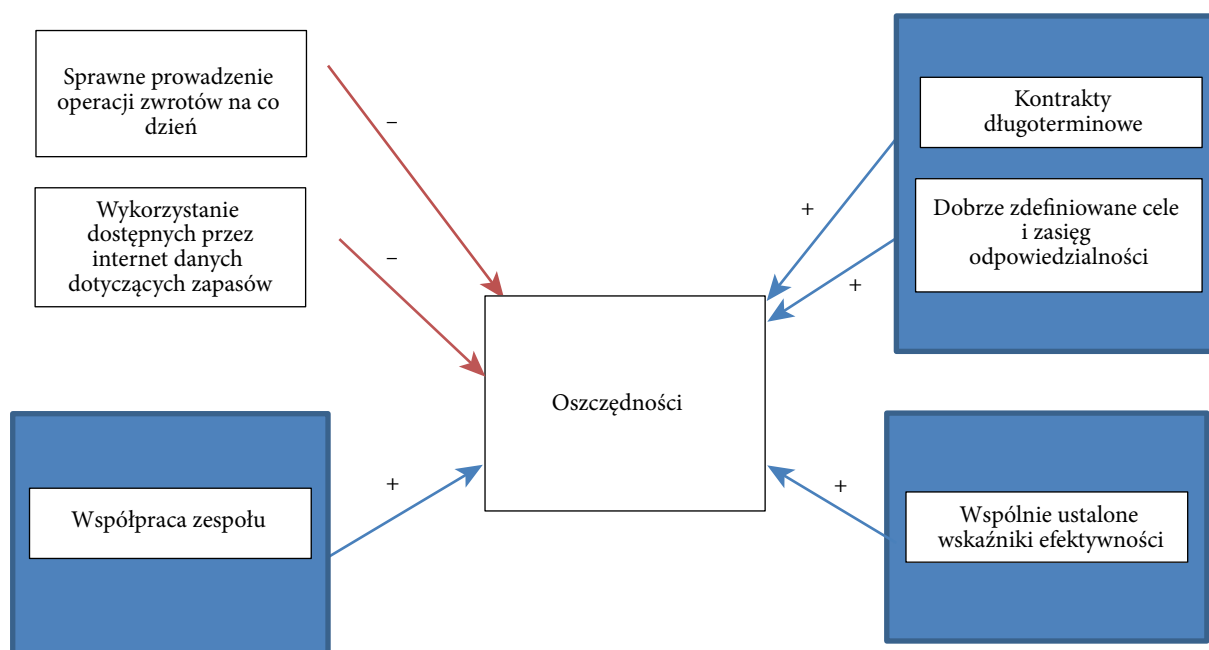 Sprawne prowadzenie
operacji zwrotów na co
dzień
–
Wykorzystanie
dostępnych przez
internet danych
dotyczących zapasów
–
Kontrakty
długoterminowe
+
Dobrze zdefiniowane cele
i zasięg
odpowiedzialności
+
Oszczędności
Współpraca zespołu
+
Wspólnie ustalone
wskaźniki efektywności
+